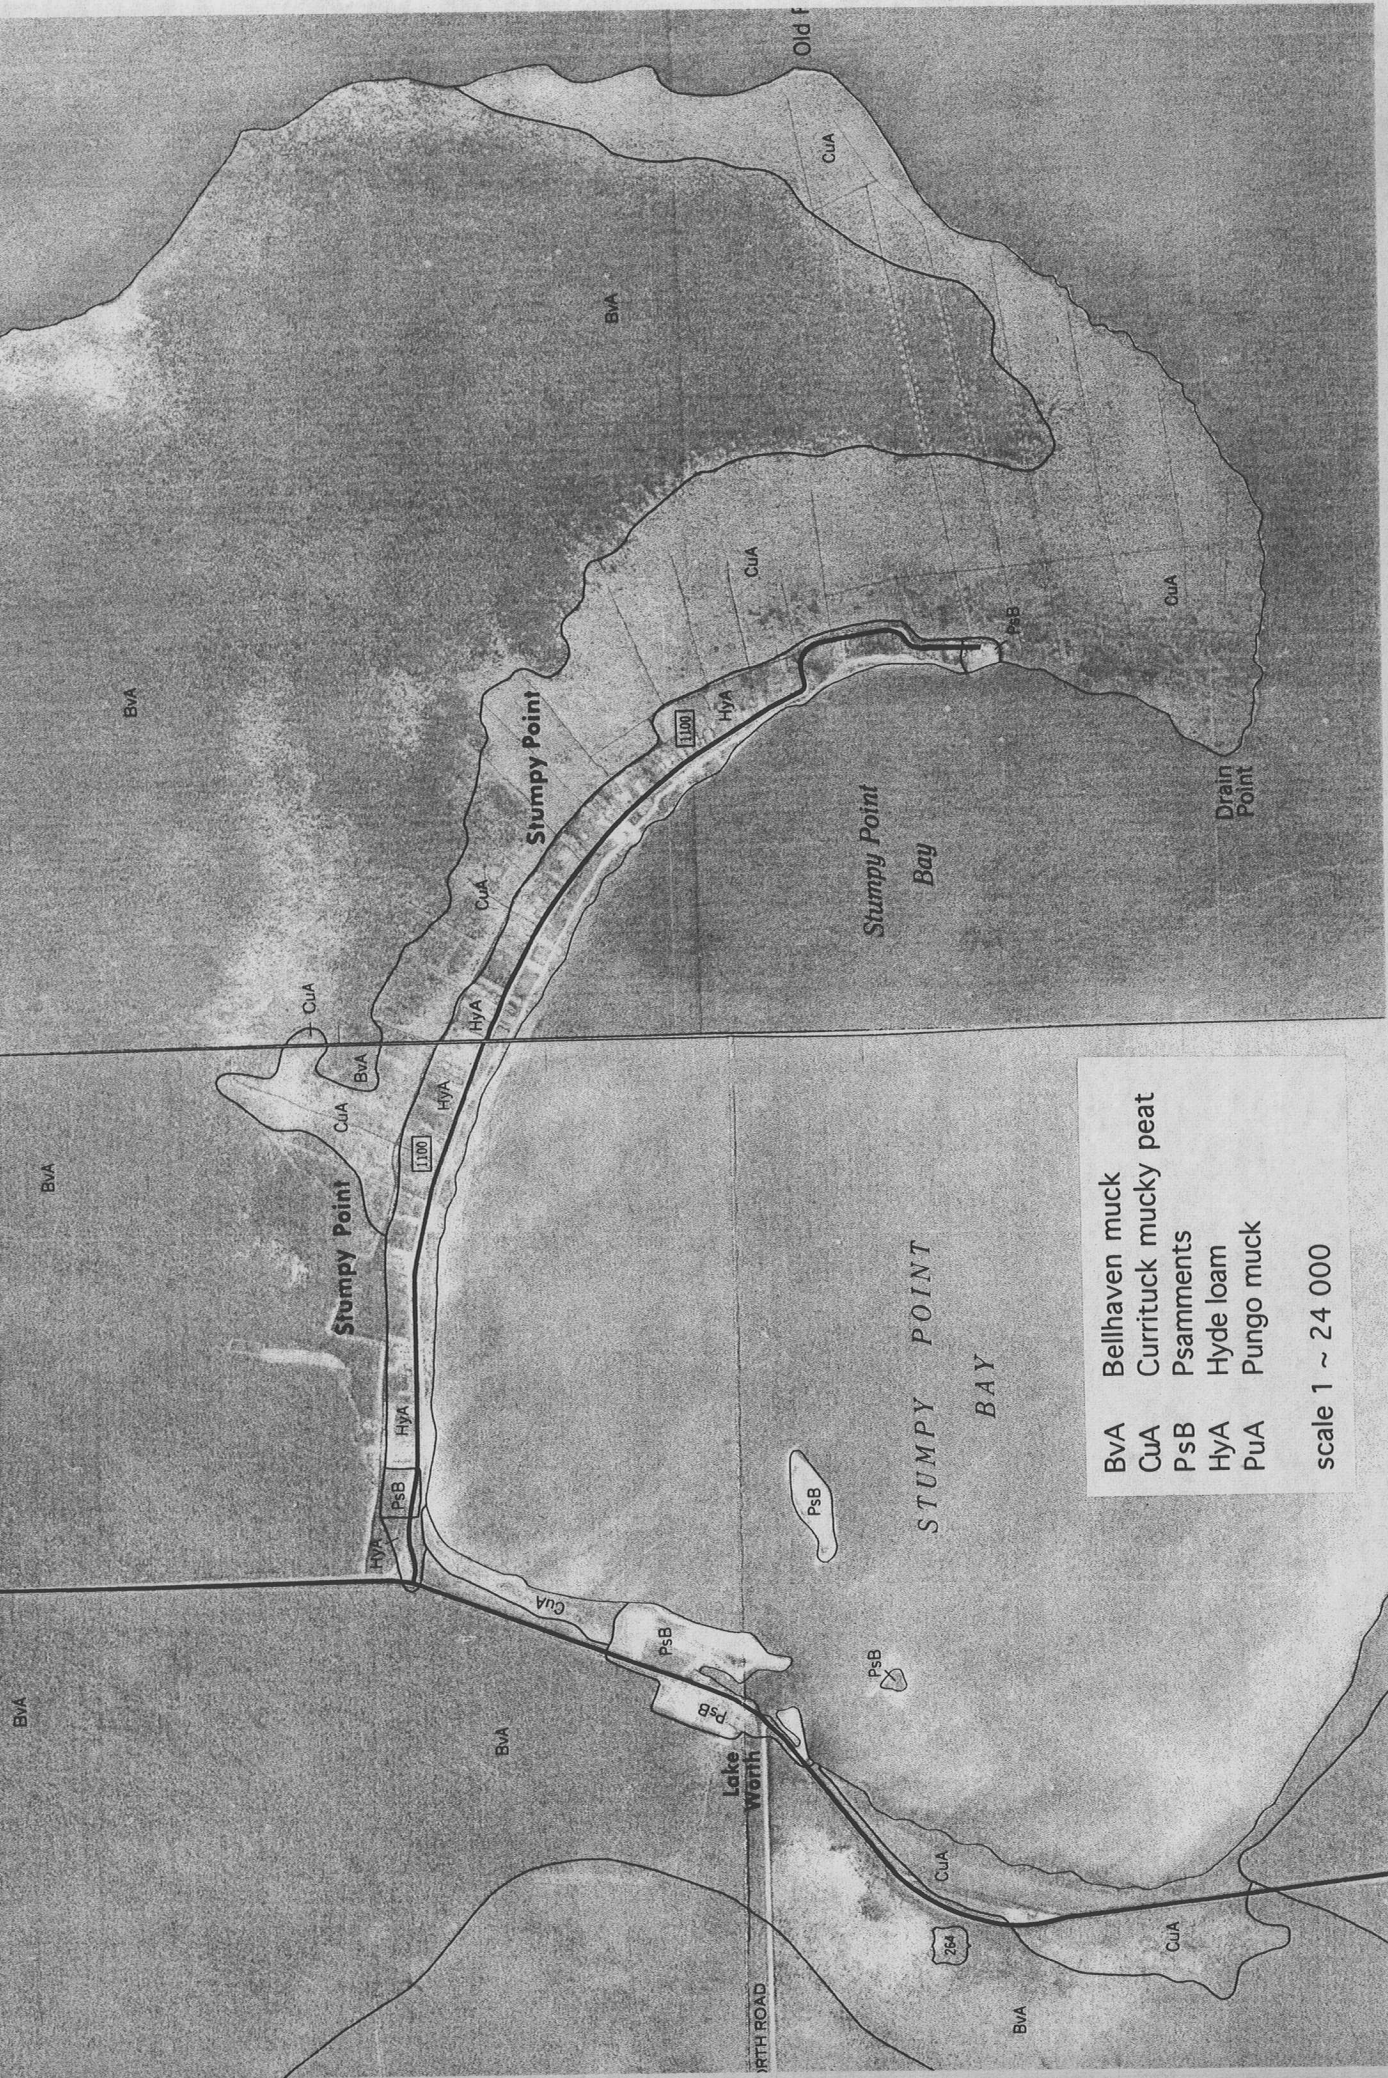 Old
CuA
BvA
BvA
CuA
CuA
PsB
Stumpy Point
HyA
1100
Stumpy Point
Bay
Drain
Point
CuA
CuA
HyA
BvA
HyA
CuA
1100
BvA
Stumpy Point
HyA
PsB
HyA
STUMPY POINT
BAY
PsB
CuA
PsB
PsB
PsB
BvA
BvA
Lake
Worth
CuA
264
CuA
BvA
RTH ROAD
BvA Bellhaven muck
CuA Currituck mucky peat
PsB Psamments
HyA Hyde loam
PuA Pungo muck
scale 1 ~ 24 000